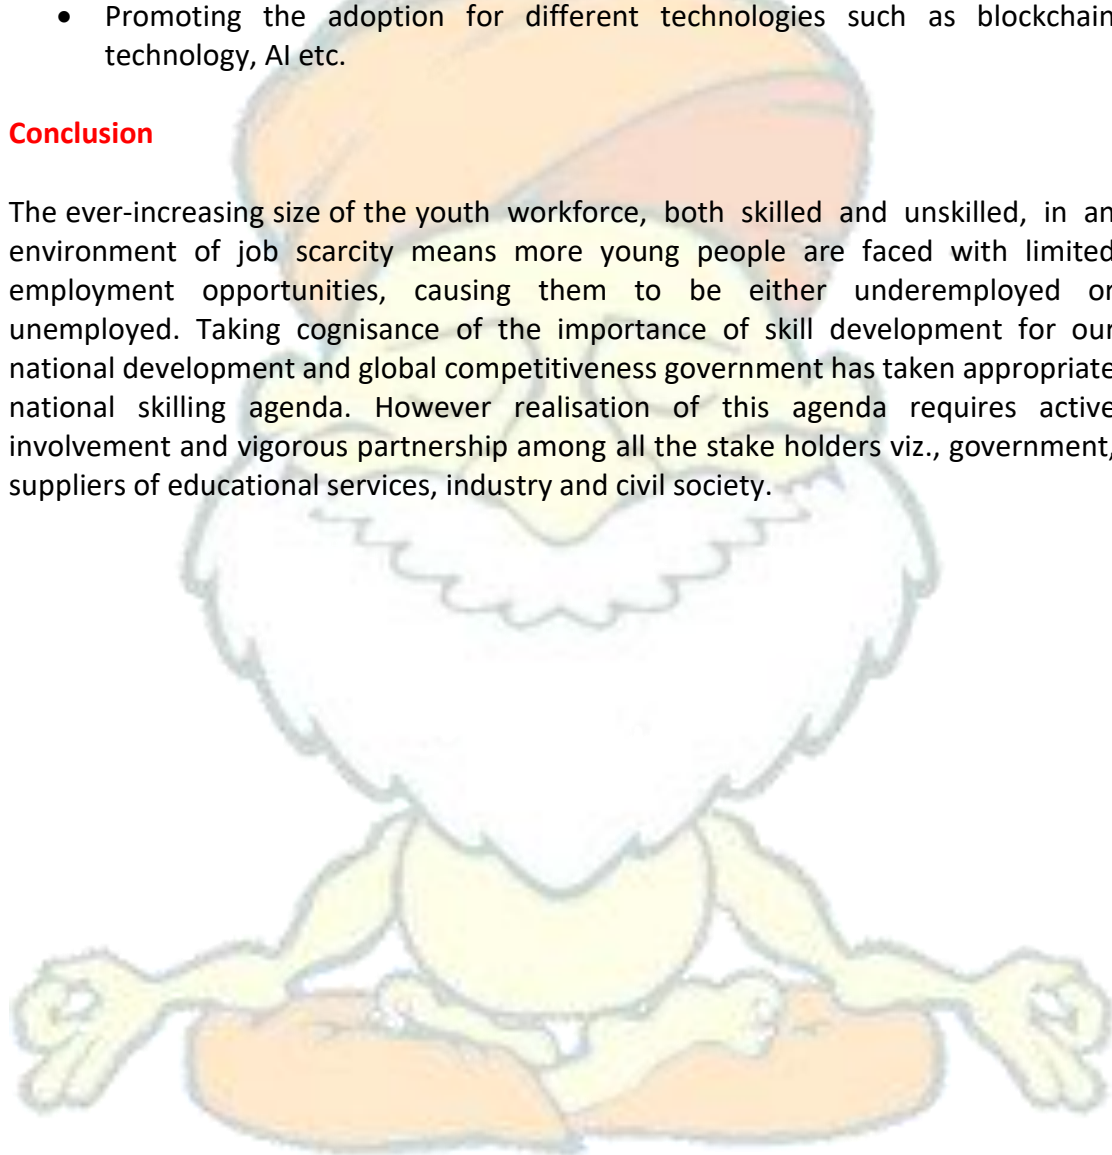 • Promoting the adoption for different technologies such as blockchain
technology, AI etc.
Conclusion
The ever-increasing size of the youth workforce, both skilled and unskilled, in an
environment of job scarcity means more young people are faced with limited
employment opportunities, causing them to be either underemployed or
unemployed. Taking cognisance of the importance of skill development for our
national development and global competitiveness government has taken appropriate
national skilling agenda. However realisation of this agenda requires active
involvement and vigorous partnership among all the stake holders viz., government,
suppliers of educational services, industry and civil society.